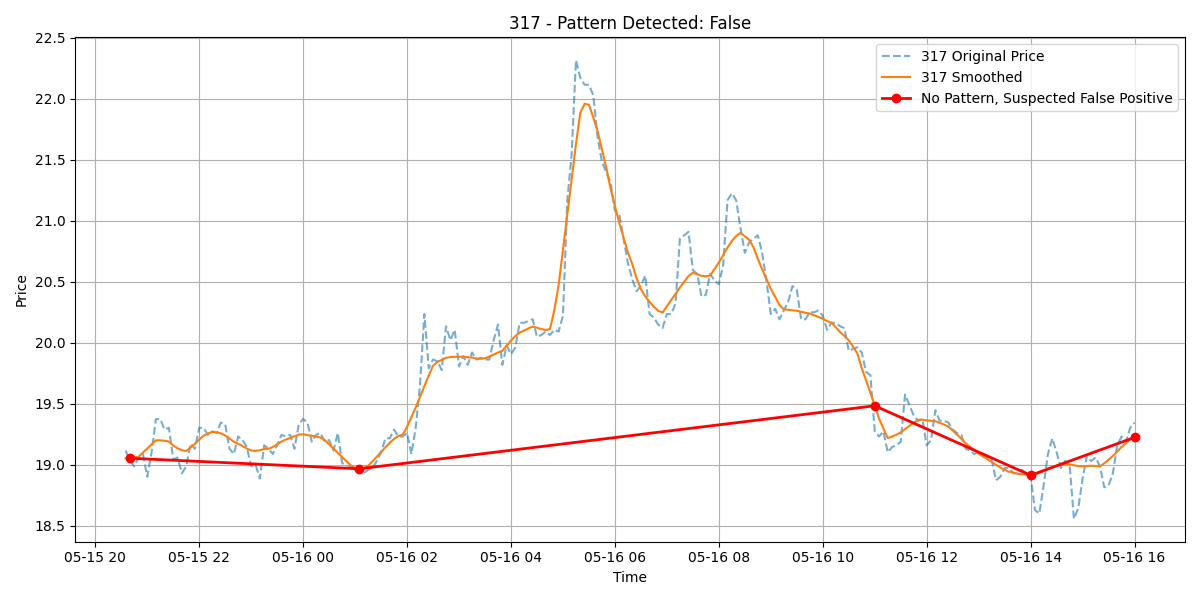 317 - Pattern Detected: False
317 Original Price
317 Smoothed
No Pattern, Suspected False Positive
Price
22.5
22.0
21.5
21.0
20.5
20.0
19.5
19.0
18.5
05-15 20 05-15 22 05-16 00 05-16 02 05-16 04 05-16 06 05-16 08 05-16 10 05-16 12 05-16 14 05-16 16
Time